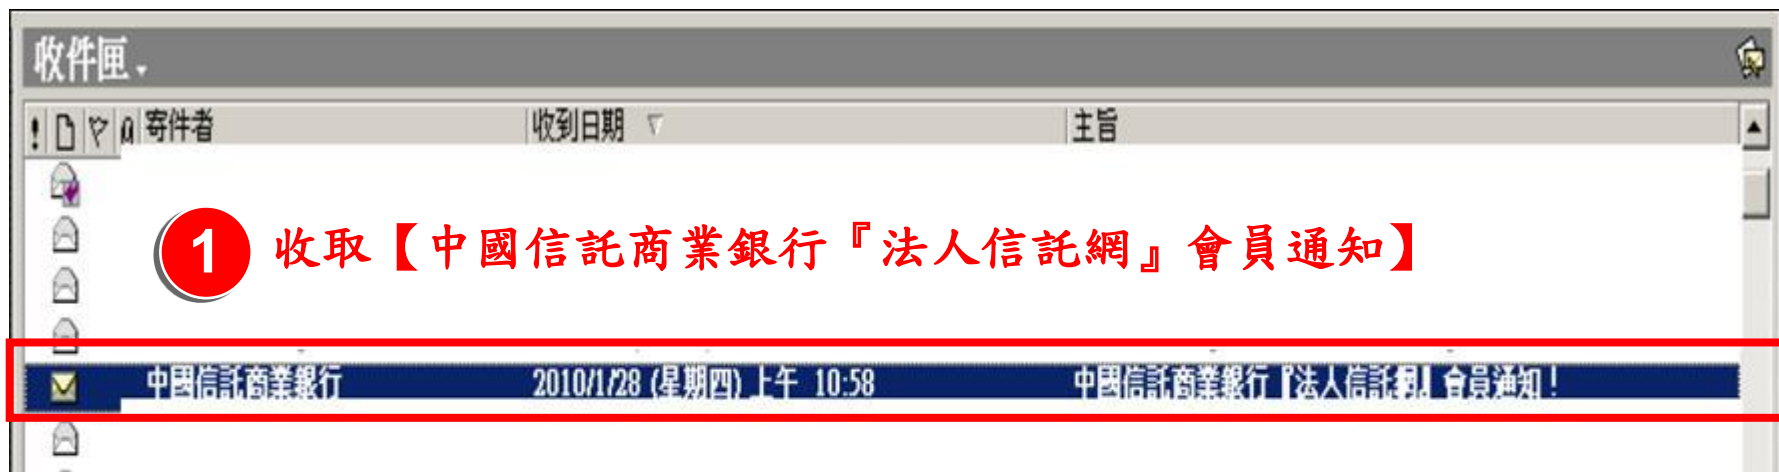 收件匣
! 寄件者 收到日期 主旨
1 收取【中國信託商業銀行『法人信託網』會員通知】
中國信託商業銀行 2010/1/28 (星期四) 上午 10:58 中國信託商業銀行『法人信託網』會員通知！